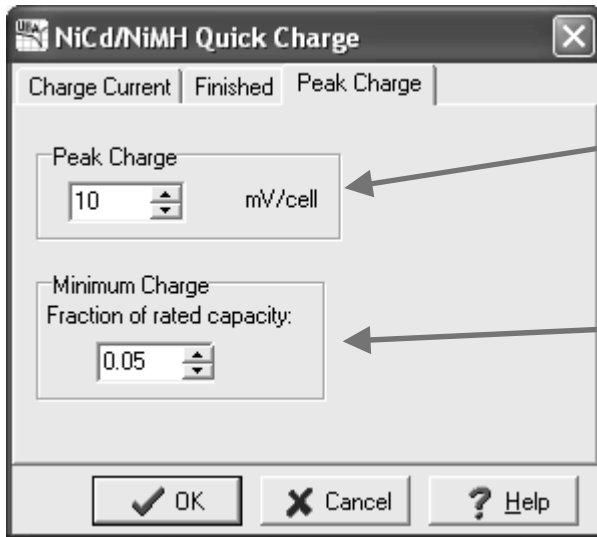 NiCd/NiMH Quick Charge
Charge Current Finished Peak Charge
Peak Charge
10 mV/cell
Minimum Charge
Fraction of rated capacity:
0.05
OK Cancel ? Help